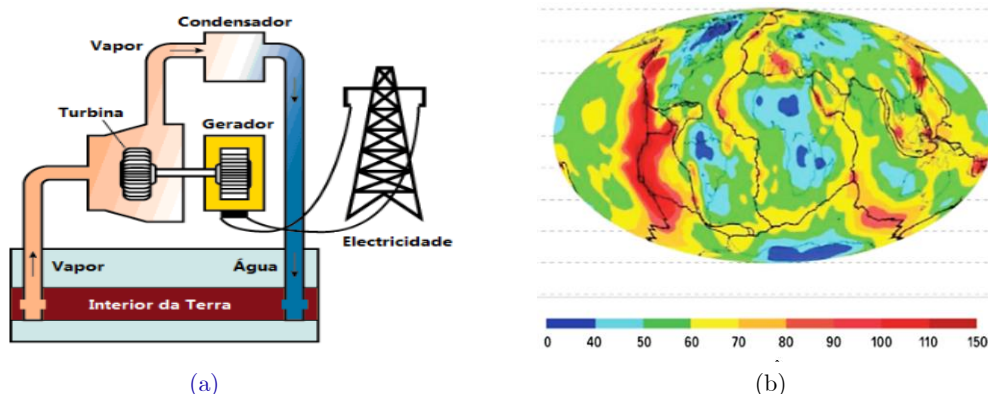 Condensador
Vapor
Turbina
Gerador
Electricidade
Vapor
Água
Interior da Terra
(a)
0 40 50 60 70 80 90 100 110 150
(b)